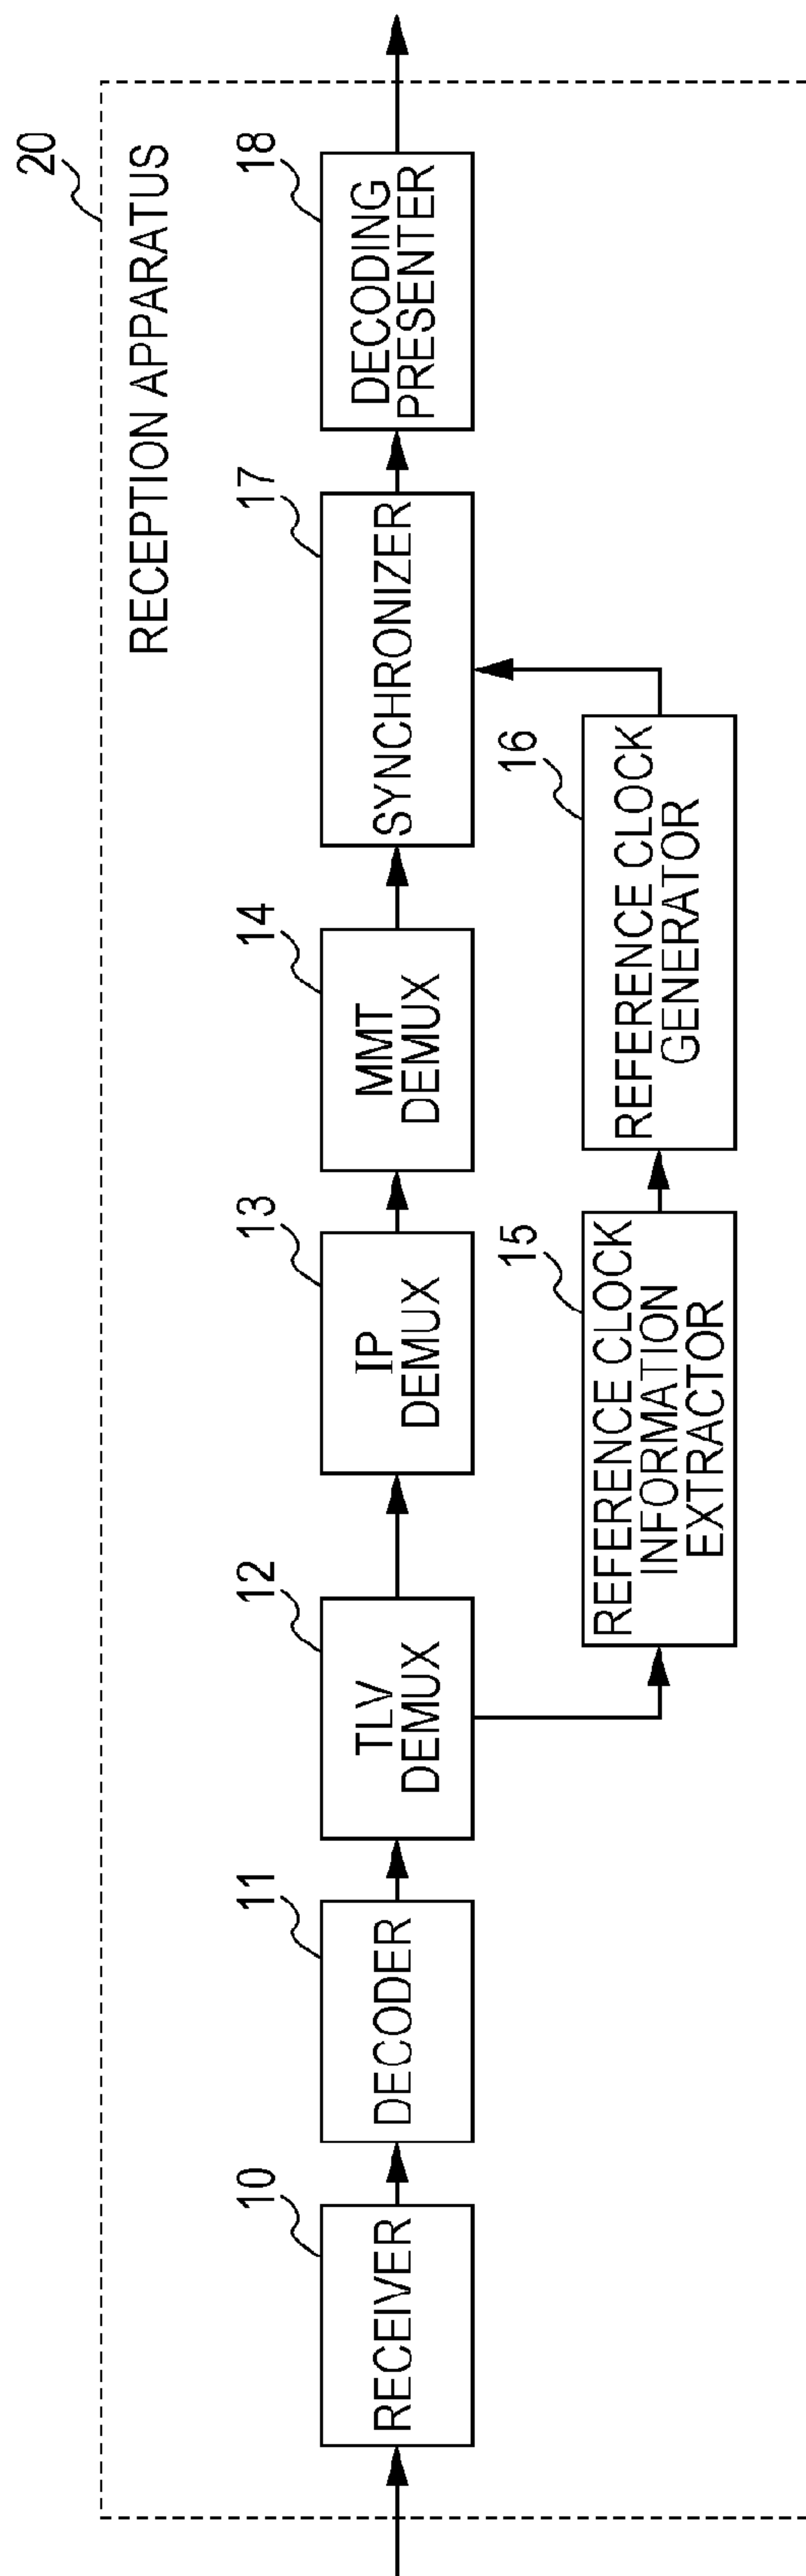 20
RECEPTION APPARATUS
10
RECEIVER
11
DECODER
12
TLV
DEMUX
13
IP
DEMUX
14
MMT
DEMUX
17
SYNCHRONIZER
18
DECODING
PRESENTER
15
REFERENCE CLOCK
INFORMATION
EXTRACTOR
16
REFERENCE CLOCK
GENERATOR